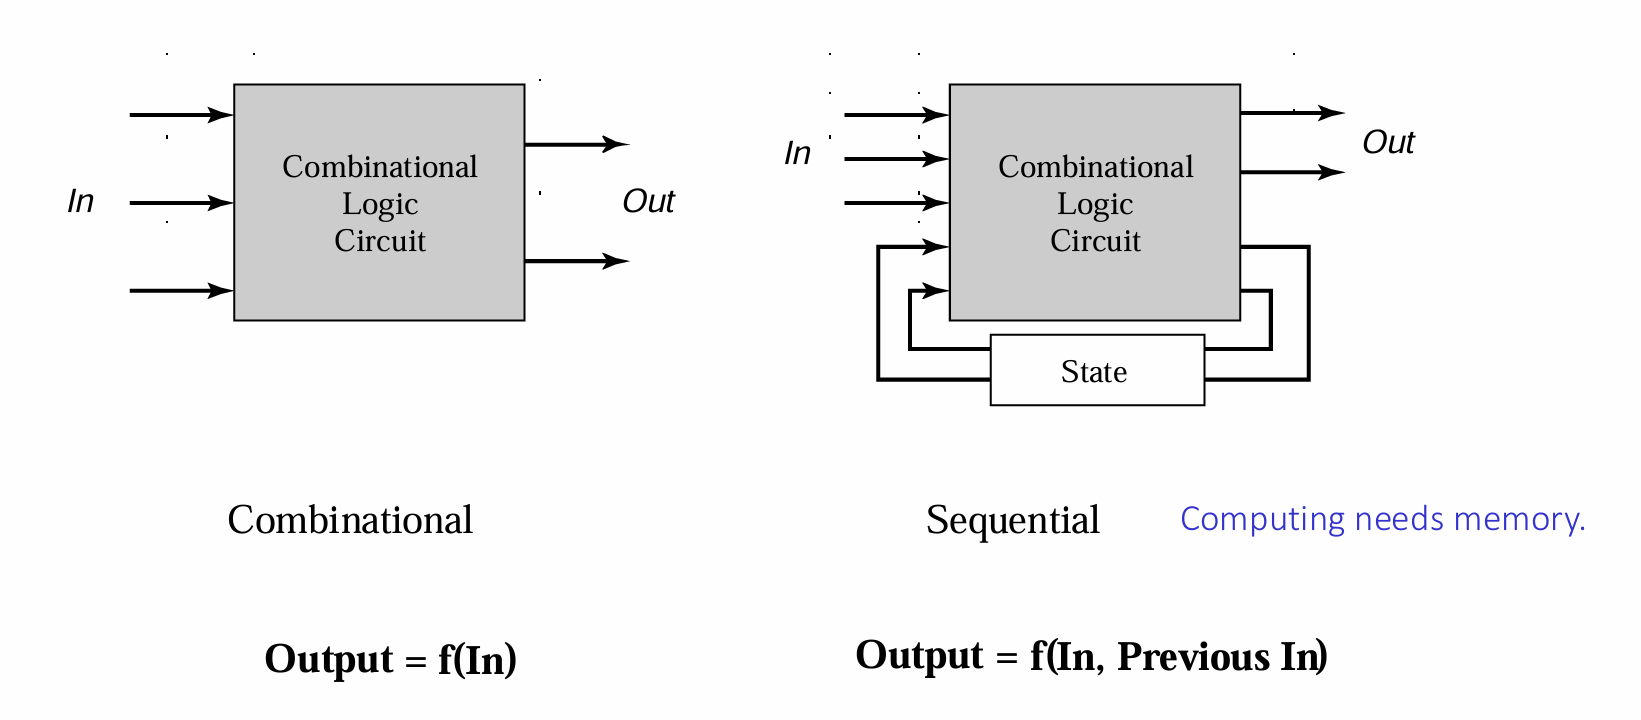 In
Combinational
Logic
Circuit
Out
In
Combinational
Logic
Circuit
Out
State
Combinational
Sequential
Computing needs memory.
Output = f(In)
Output = f(In, Previous In)